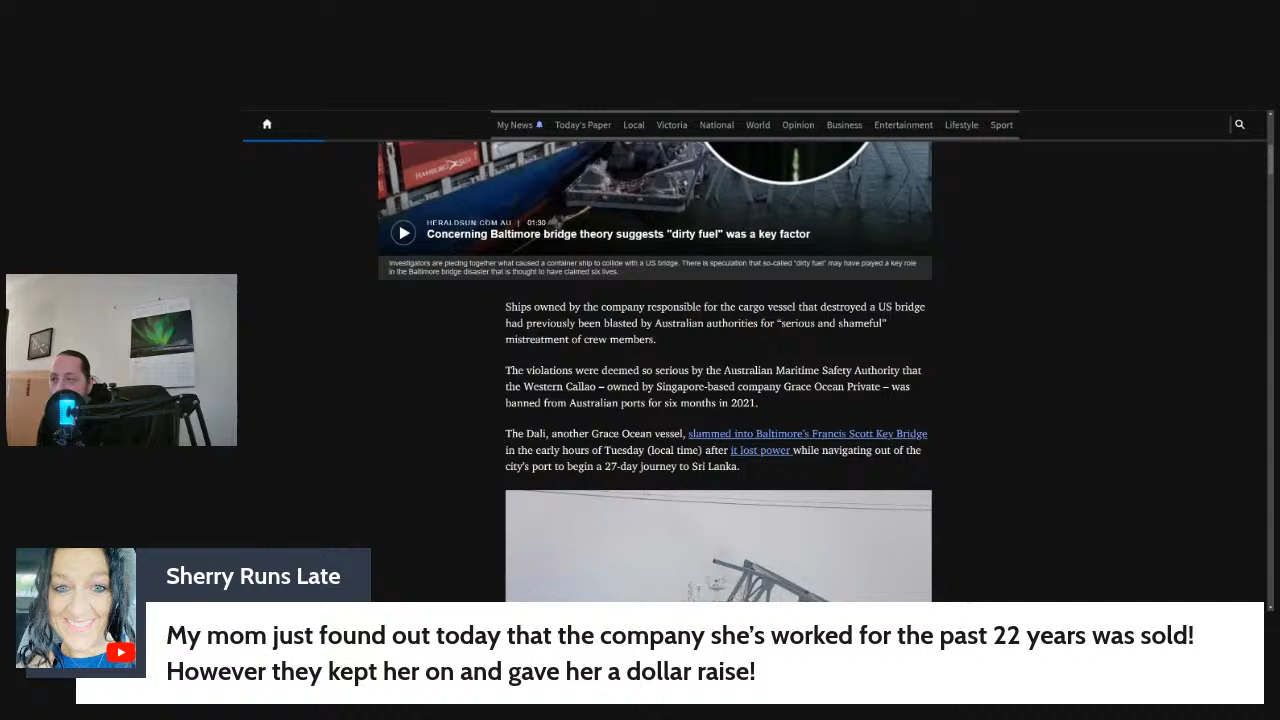 My News
Today's Paper
Local
Victoria
National
World
Opinion
Business
Entertainment
Lifestyle
Sport
HAMBURG SÜD
HERALDSUN.COM.AU | 01:30
Concerning Baltimore bridge theory suggests "dirty fuel" was a key factor
Investigators are piecing together what caused a container ship to collide with a US bridge. There is speculation that so-called "dirty fuel" may have played a key role
in the Baltimore bridge disaster that is thought to have claimed six lives.
Ships owned by the company responsible for the cargo vessel that destroyed a US bridge
had previously been blasted by Australian authorities for “serious and shameful”
mistreatment of crew members.
The violations were deemed so serious by the Australian Maritime Safety Authority that
the Western Callao – owned by Singapore-based company Grace Ocean Private – was
banned from Australian ports for six months in 2021.
The Dali, another Grace Ocean vessel, slammed into Baltimore’s Francis Scott Key Bridge
in the early hours of Tuesday (local time) after it lost power while navigating out of the
city’s port to begin a 27-day journey to Sri Lanka.
Sherry Runs Late
My mom just found out today that the company she’s worked for the past 22 years was sold!
However they kept her on and gave her a dollar raise!